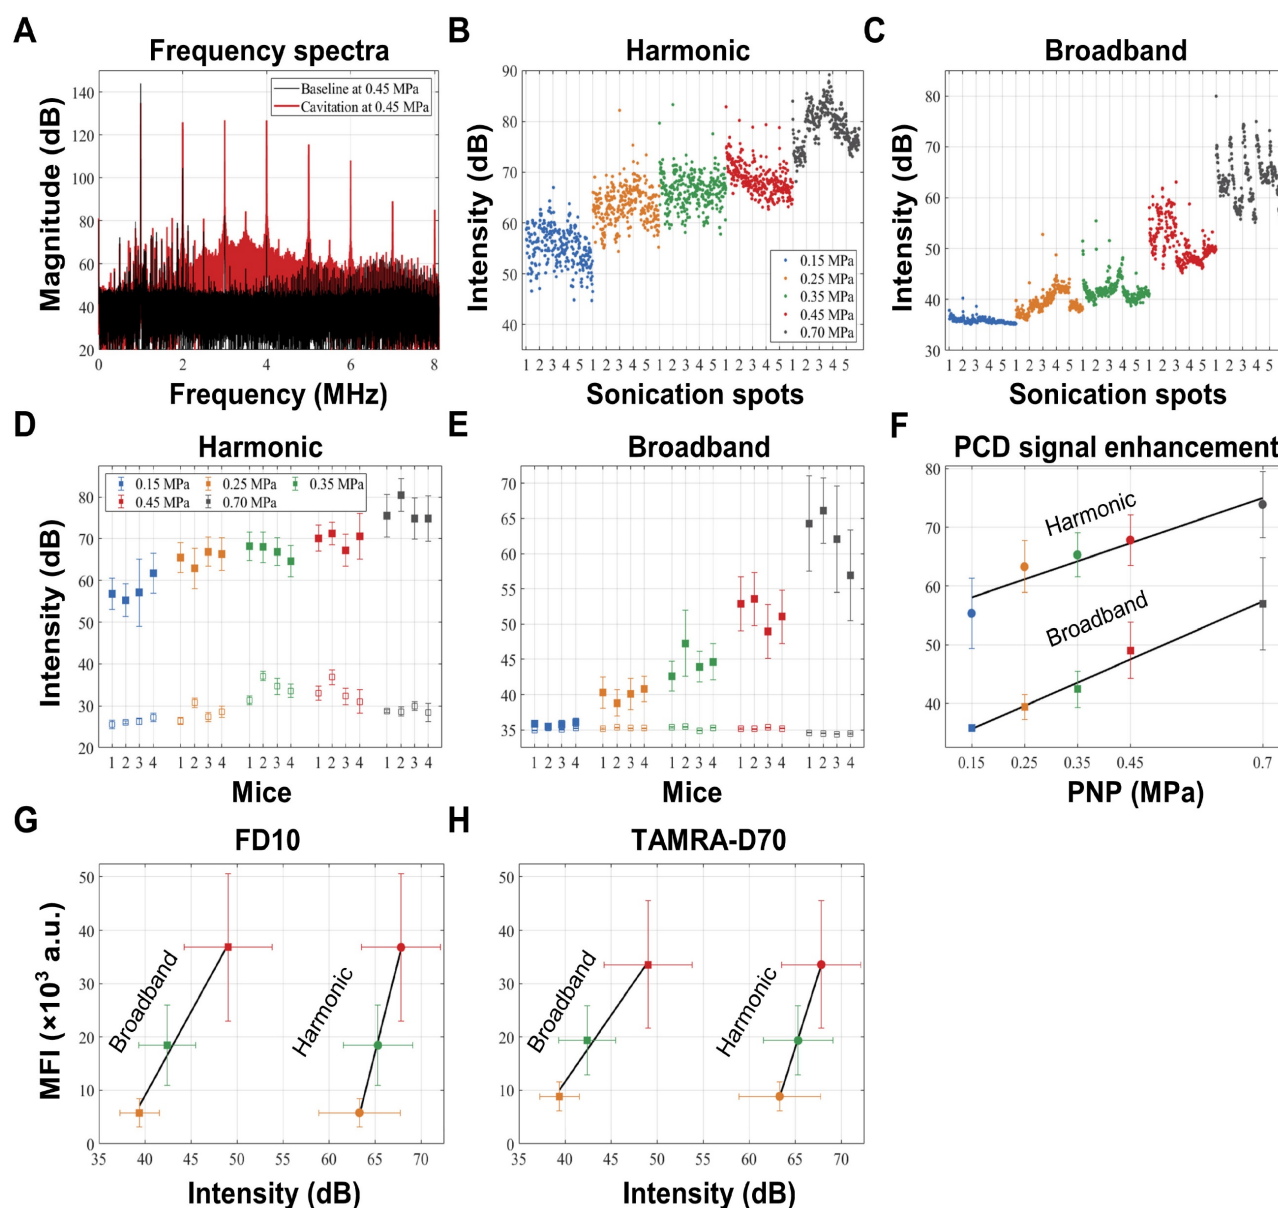 A
Frequency spectra
Magnitude (dB)
140
120
100
80
60
40
20
Baseline at 0.45 MPa
Cavitation at 0.45 MPa
0 2 4 6 8
Frequency (MHz)
B
Harmonic
Intensity (dB)
90
80
70
60
50
40
0.15 MPa
0.25 MPa
0.35 MPa
0.45 MPa
0.70 MPa
1 2 3 4 5 1 2 3 4 5 1 2 3 4 5 1 2 3 4 5 1 2 3 4 5
Sonication spots
C
Broadband
Intensity (dB)
80
70
60
50
40
30
1 2 3 4 5 1 2 3 4 5 1 2 3 4 5 1 2 3 4 5 1 2 3 4 5
Sonication spots
D
Harmonic
Intensity (dB)
80
70
60
50
40
30
20
0.15 MPa 0.25 MPa 0.35 MPa
0.45 MPa 0.70 MPa
1 2 3 4 1 2 3 4 1 2 3 4 1 2 3 4 1 2 3 4
Mice
E
Broadband
Intensity (dB)
70
65
60
55
50
45
40
35
1 2 3 4 1 2 3 4 1 2 3 4 1 2 3 4 1 2 3 4
Mice
F
PCD signal enhancement
80
70
60
50
40
Harmonic
Broadband
0.15 0.25 0.35 0.45 0.7
PNP (MPa)
G
FD10
MFI (×10³ a.u.)
50
40
30
20
10
0
Broadband
Harmonic
35 40 45 50 55 60 65 70
Intensity (dB)
H
TAMRA-D70
50
40
30
20
10
0
Broadband
Harmonic
35 40 45 50 55 60 65 70
Intensity (dB)